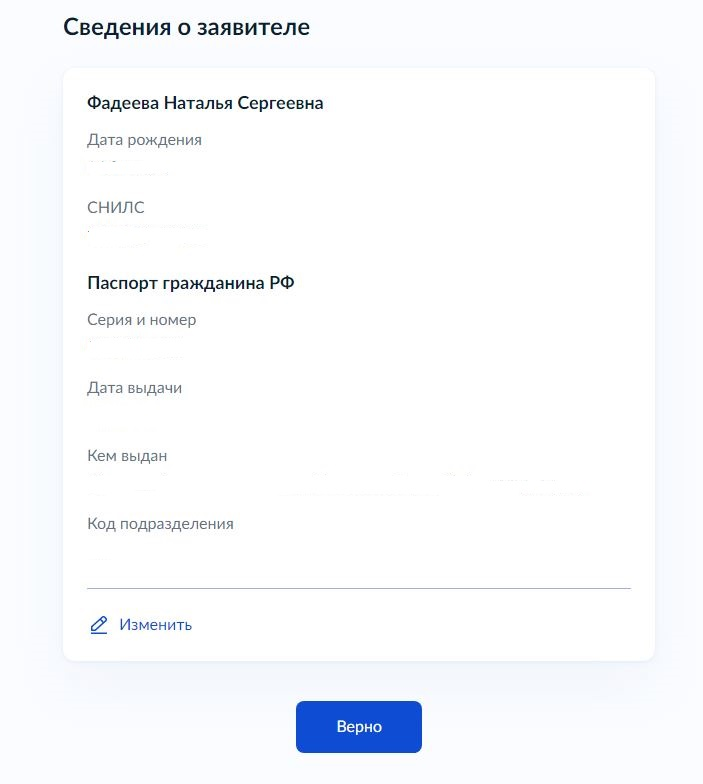 Сведения о заявителе
Фадеева Наталья Сергеевна
Дата рождения
СНИЛС
Паспорт гражданина РФ
Серия и номер
Дата выдачи
Кем выдан
Код подразделения
Изменить
Верно